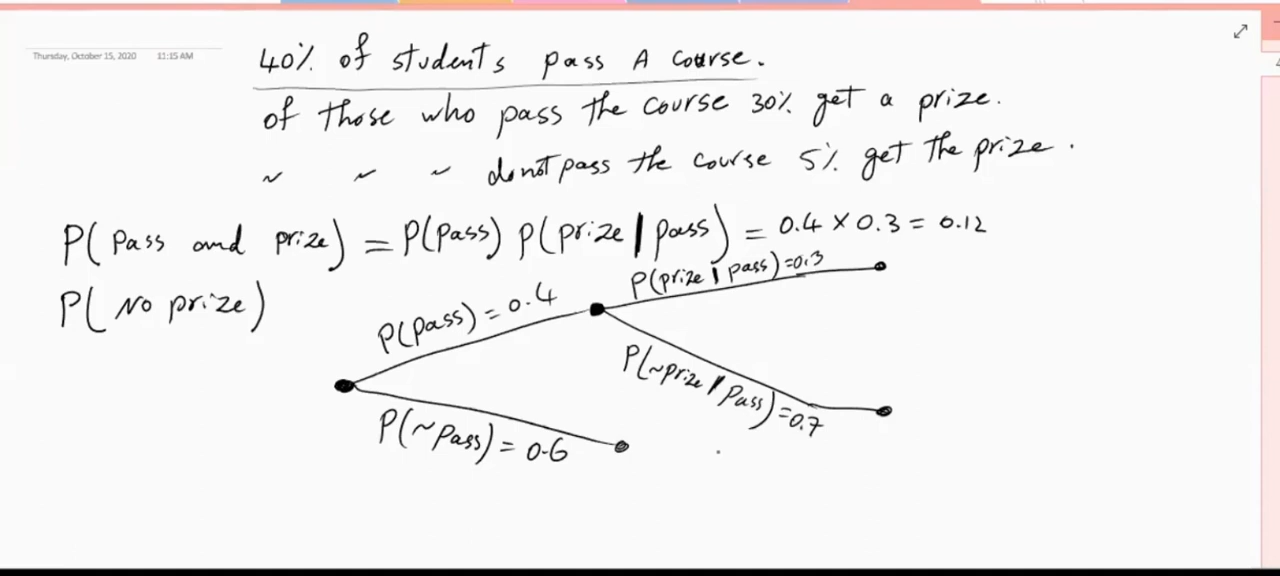 Thursday, October 15, 2020 11:15 AM
40% of students pass A course.
of those who pass the course 30% get a prize.
~ ~ ~ do not pass the course 5% get the prize.
P(pass and prize) = P(pass) P(prize | pass) = 0.4 × 0.3 = 0.12
P(prize | pass) = 0.3
P(No prize)
P(pass) = 0.4
P(~prize | pass) = 0.7
P(~pass) = 0.6